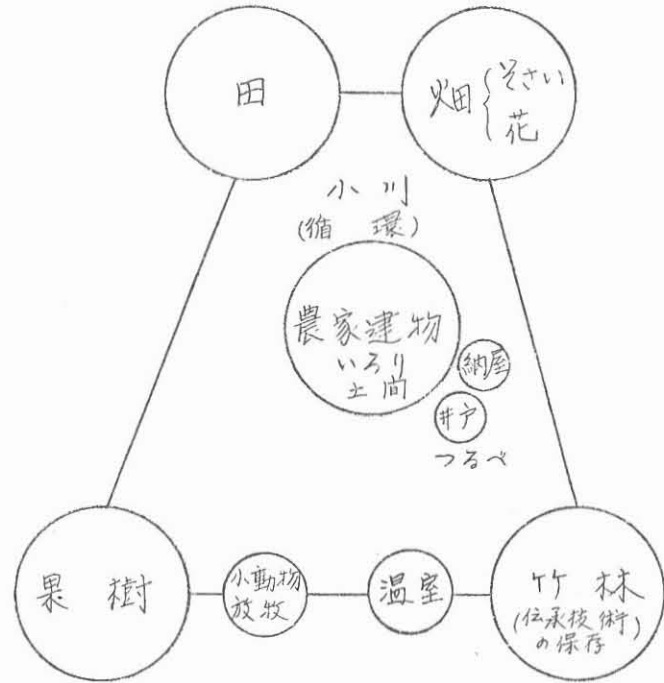 田
畑
そさい
花
小川
(循環)
農家建物
いろり
土間
納屋
井戸
つるべ
果樹
小動物
放牧
温室
竹林
(伝承技術
の保存)